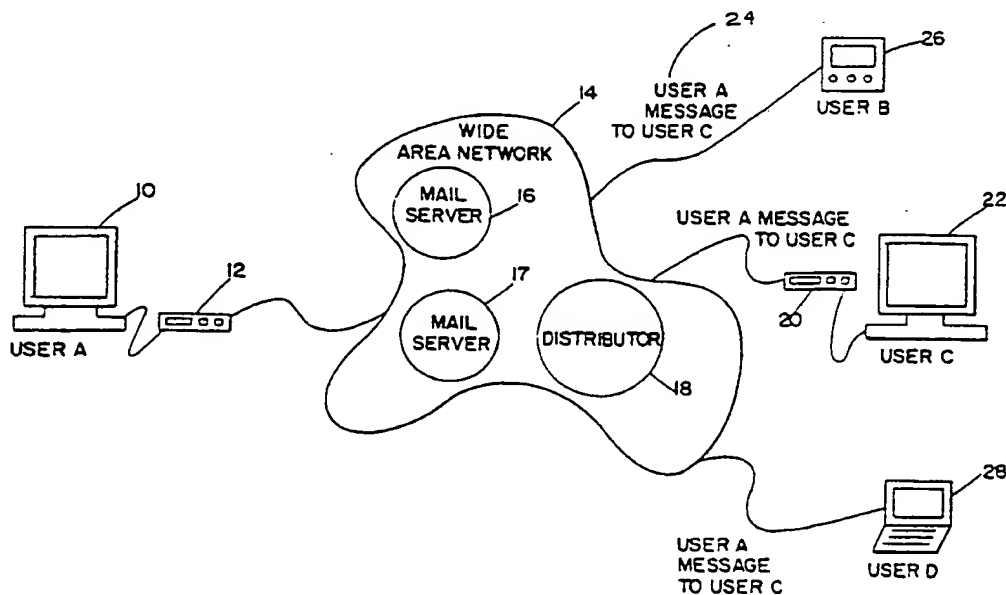 24
26
USER A
MESSAGE
TO USER C
USER B
14
WIDE
AREA NETWORK
10
MAIL
SERVER
16
USER A MESSAGE
TO USER C
22
12
17
20
MAIL
SERVER
DISTRIBUTOR
USER A
USER C
18
28
USER A
MESSAGE
TO USER C
USER D